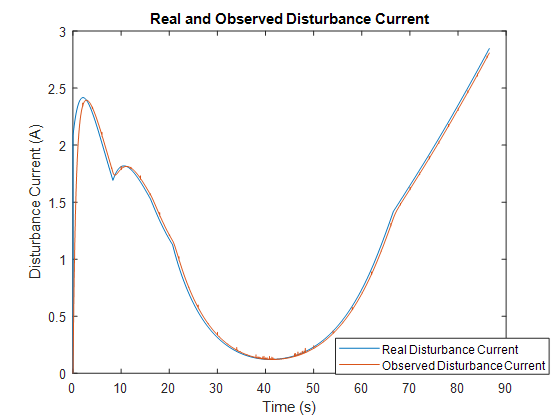 Real and Observed Disturbance Current
Disturbance Current (A)
3
2.5
2
1.5
1
0.5
0
0 10 20 30 40 50 60 70 80 90
Time (s)
Real Disturbance Current
Observed Disturbance Current